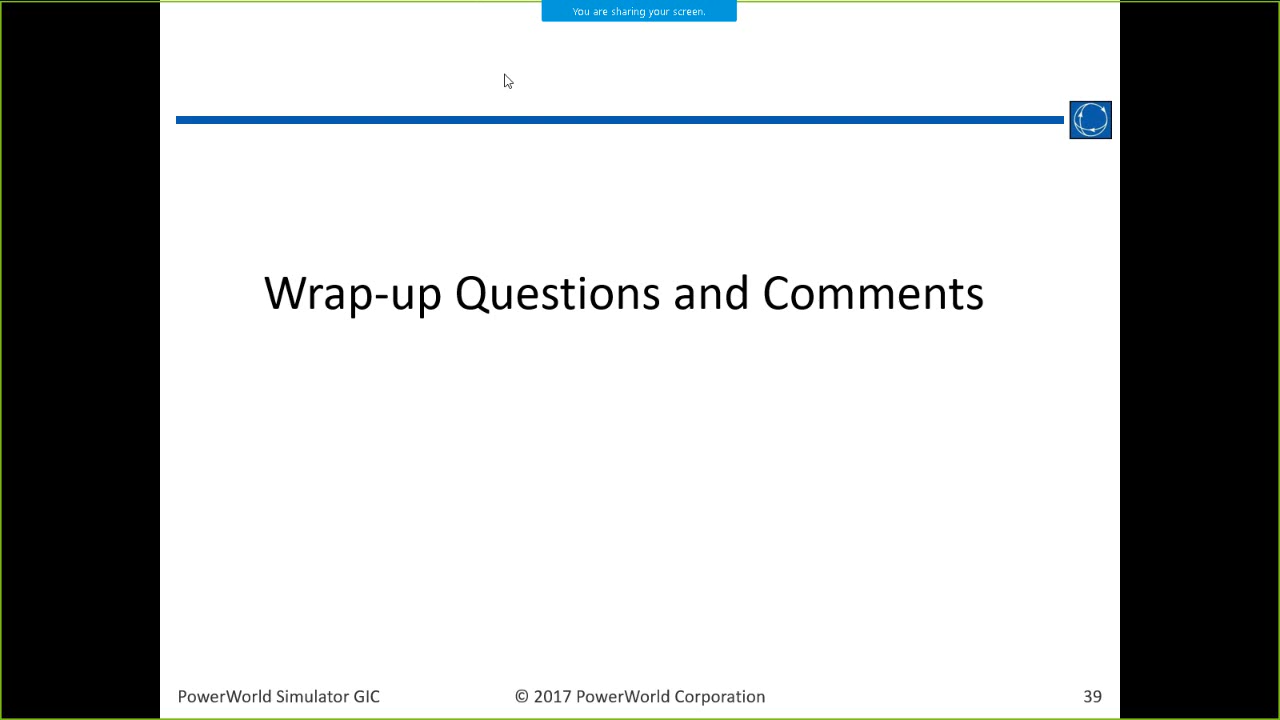 You are sharing your screen.
Wrap-up Questions and Comments
PowerWorld Simulator GIC
© 2017 PowerWorld Corporation
39